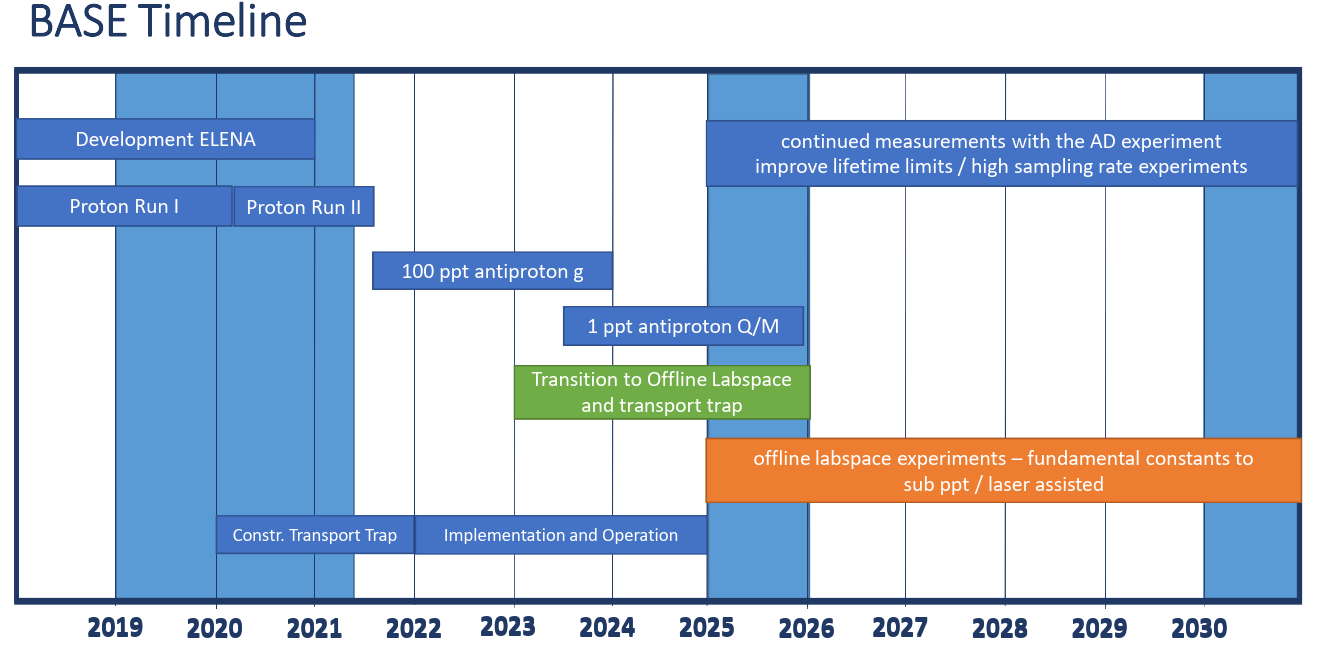 BASE Timeline
Development ELENA
continued measurements with the AD experiment
improve lifetime limits / high sampling rate experiments
Proton Run I
Proton Run II
100 ppt antiproton g
1 ppt antiproton Q/M
Transition to Offline Labspace
and transport trap
offline labspace experiments – fundamental constants to
sub ppt / laser assisted
Constr. Transport Trap
Implementation and Operation
2019 2020 2021 2022 2023 2024 2025 2026 2027 2028 2029 2030